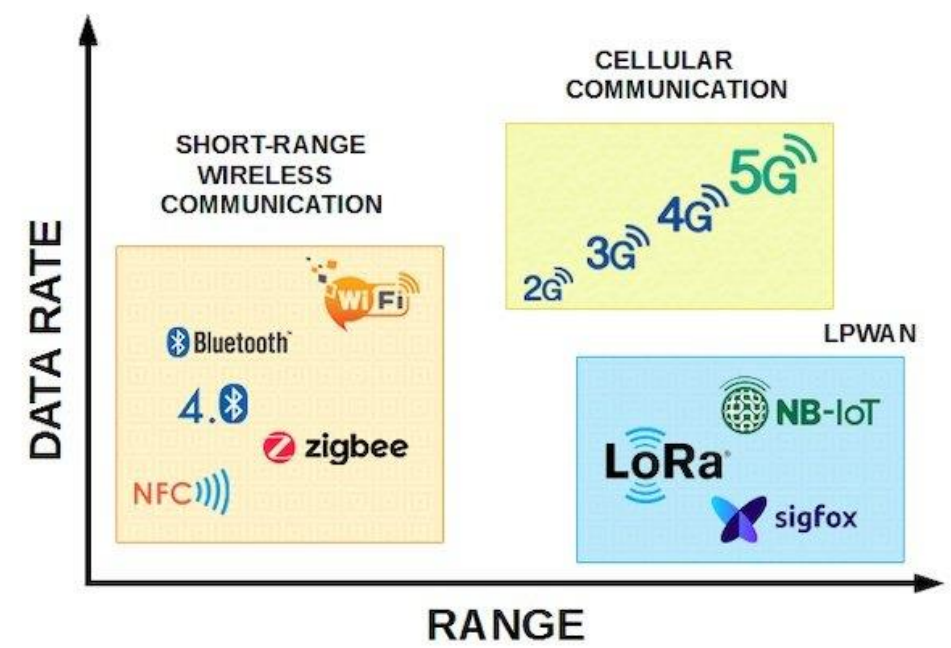 CELLULAR
COMMUNICATION
SHORT-RANGE
WIRELESS
COMMUNICATION
5G
4G
3G
2G
WiFi
Bluetooth™
4.0
zigbee
NFC
LPWAN
NB-IoT
LoRa®
sigfox
DATA RATE
RANGE